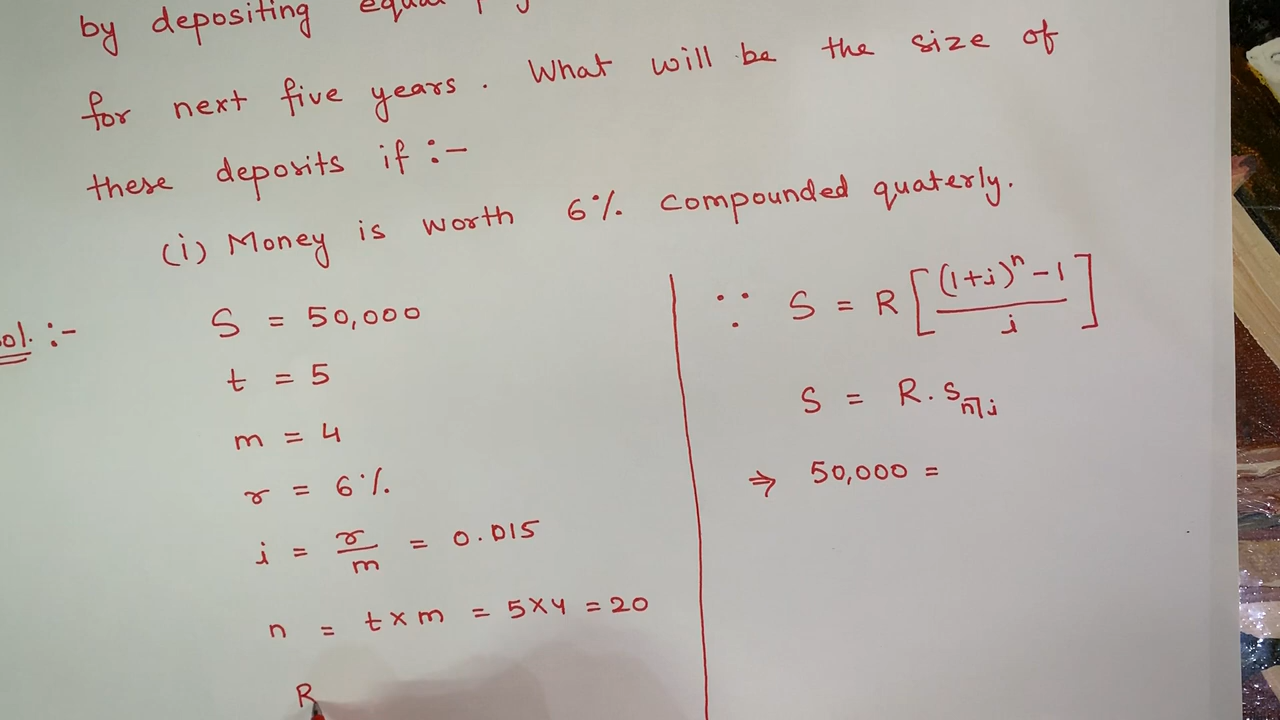 by depositing equal
for next five years. What will be the size of
these deposits if :-
(i) Money is worth 6% compounded quaterly.
Sol. :-
S = 50,000
t = 5
m = 4
r = 6%
i = r/m = 0.015
n = t×m = 5×4 = 20
R
∵ S = R[((1+i)^n - 1)/i]
S = R. s_n̅|i
⇒ 50,000 =